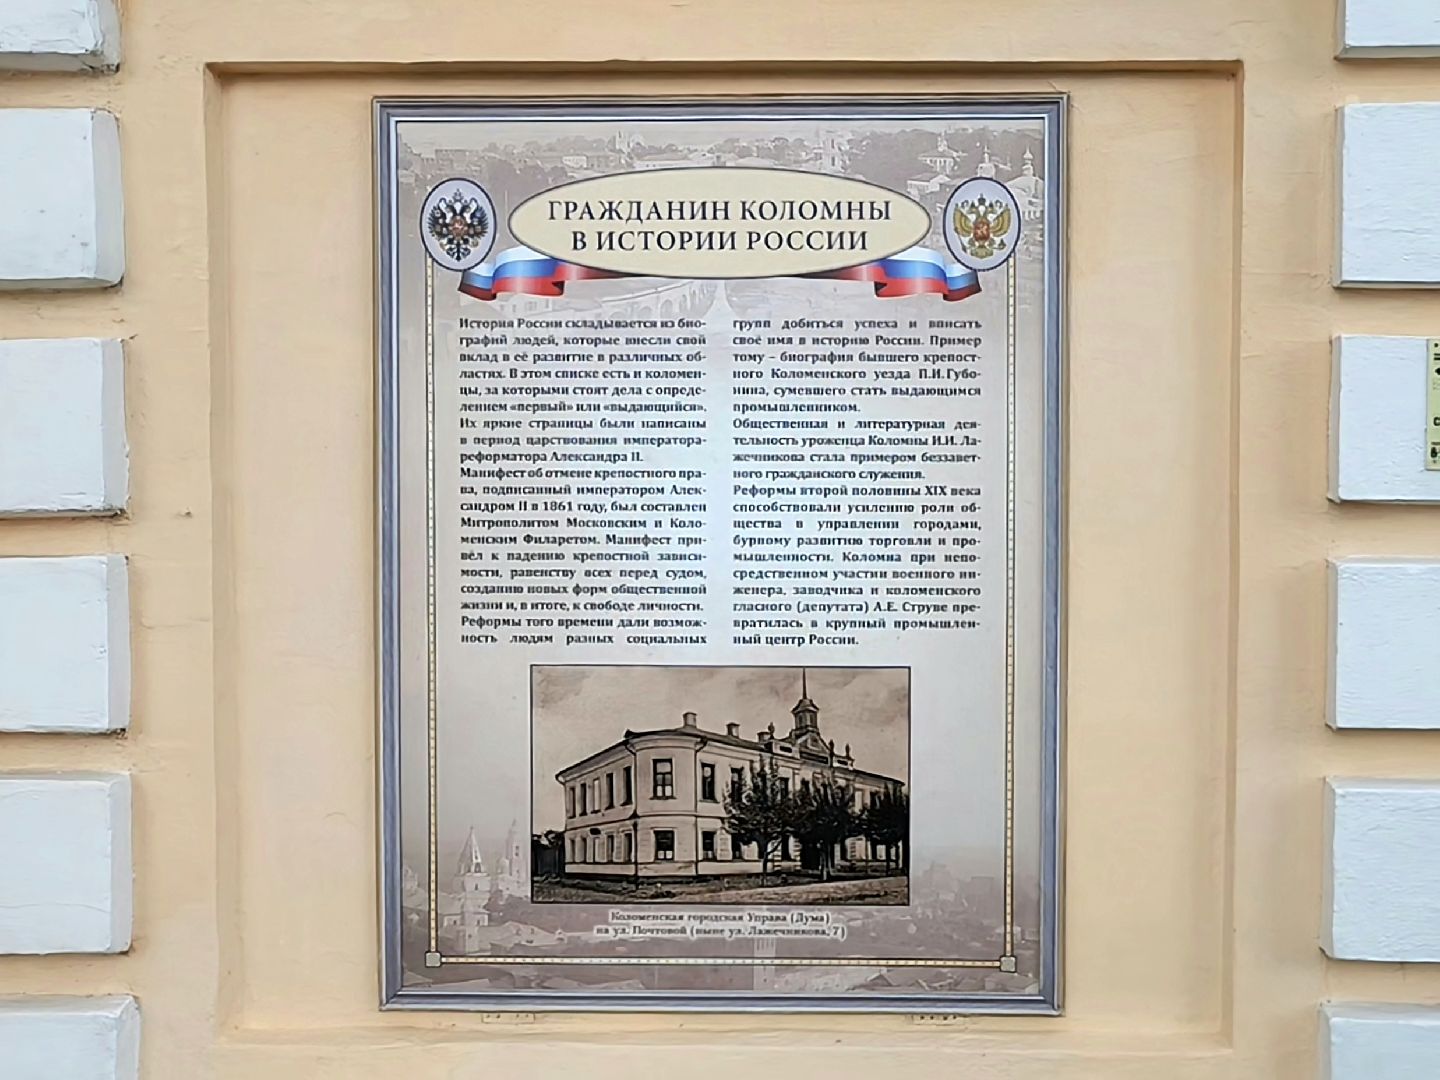 ГРАЖДАНИН КОЛОМНЫ
В ИСТОРИИ РОССИИ
История России складывается из био-
графий людей, которые внесли свой
вклад в её развитие в различных об-
ластях. В этом списке есть и коломен-
цы, за которыми стоят дела с опреде-
лением «первый» или «выдающийся».
Их яркие страницы были написаны
в период царствования императора-
реформатора Александра II.
Манифест об отмене крепостного пра-
ва, подписанный императором Алек-
сандром II в 1861 году, был составлен
Митрополитом Московским и Коло-
менским Филаретом. Манифест при-
вёл к падению крепостной зависи-
мости, равенству всех перед судом,
созданию новых форм общественной
жизни и, в итоге, к свободе личности.
Реформы того времени дали возмож-
ность людям разных социальных
групп добиться успеха и вписать
своё имя в историю России. Пример
тому – биография бывшего крепост-
ного Коломенского уезда П.И.Губо-
нина, сумевшего стать выдающимся
промышленником.
Общественная и литературная дея-
тельность уроженца Коломны И.И. Ла-
жечникова стала примером беззавет-
ного гражданского служения.
Реформы второй половины XIX века
способствовали усилению роли об-
щества в управлении городами,
бурному развитию торговли и про-
мышленности. Коломна при непо-
средственном участии военного ин-
женера, заводчика и коломенского
гласного (депутата) А.Е. Струве пре-
вратилась в крупный промышлен-
ный центр России.
Коломенская городская Управа (Дума)
на ул. Почтовой (ныне ул. Лажечникова, 7)